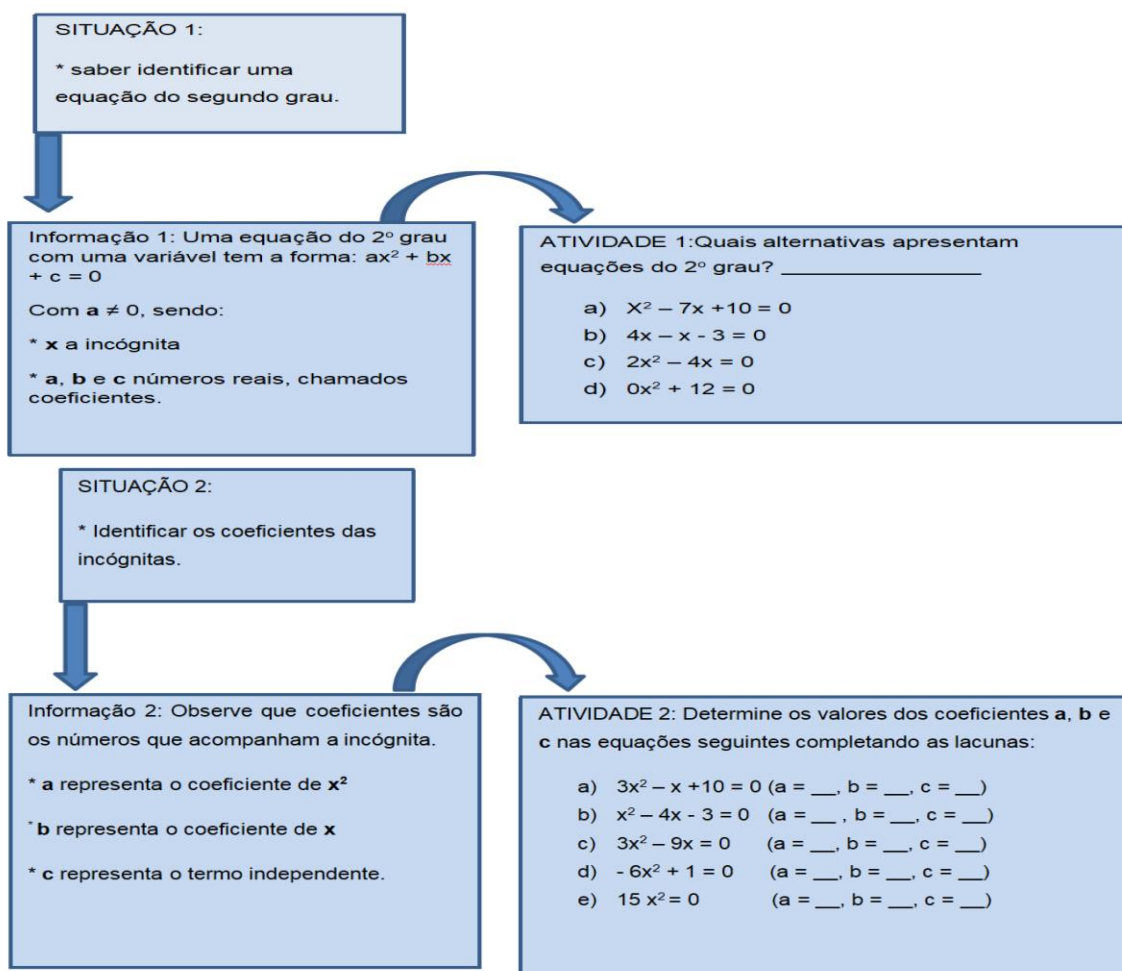 SITUAÇÃO 1:
* saber identificar uma
equação do segundo grau.
Informação 1: Uma equação do 2º grau
com uma variável tem a forma: ax² + bx
+ c = 0
Com a ≠ 0, sendo:
* x a incógnita
* a, b e c números reais, chamados
coeficientes.
ATIVIDADE 1:Quais alternativas apresentam
equações do 2º grau? ________________
a) X² – 7x +10 = 0
b) 4x – x - 3 = 0
c) 2x² – 4x = 0
d) 0x² + 12 = 0
SITUAÇÃO 2:
* Identificar os coeficientes das
incógnitas.
Informação 2: Observe que coeficientes são
os números que acompanham a incógnita.
* a representa o coeficiente de x²
* b representa o coeficiente de x
* c representa o termo independente.
ATIVIDADE 2: Determine os valores dos coeficientes a, b e
c nas equações seguintes completando as lacunas:
a) 3x² – x +10 = 0 (a = __, b = __, c = __)
b) x² – 4x - 3 = 0 (a = __ , b = __, c = __)
c) 3x² – 9x = 0 (a = __, b = __, c = __)
d) - 6x² + 1 = 0 (a = __, b = __, c = __)
e) 15 x² = 0 (a = __, b = __, c = __)